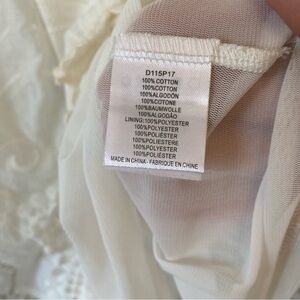 D115P17
100% COTTON
100%COTTON
100%ALGODÓN
100%COTONE
100%BAUMWOLLE
100%ALGODÃO
LINING:100%POLYESTER
100%POLYESTER
100%POLIÉSTER
100%POLIESTERE
100%POLYESTER
100%POLIÉSTER
MADE IN CHINA · FABRIQUE EN CHINE